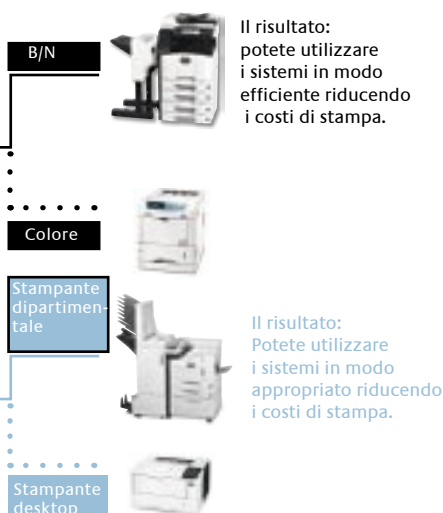 B/N
Il risultato:
potete utilizzare
i sistemi in modo
efficiente riducendo
i costi di stampa.
Colore
Stampante
dipartimen-
tale
Il risultato:
Potete utilizzare
i sistemi in modo
appropriato riducendo
i costi di stampa.
Stampante
desktop